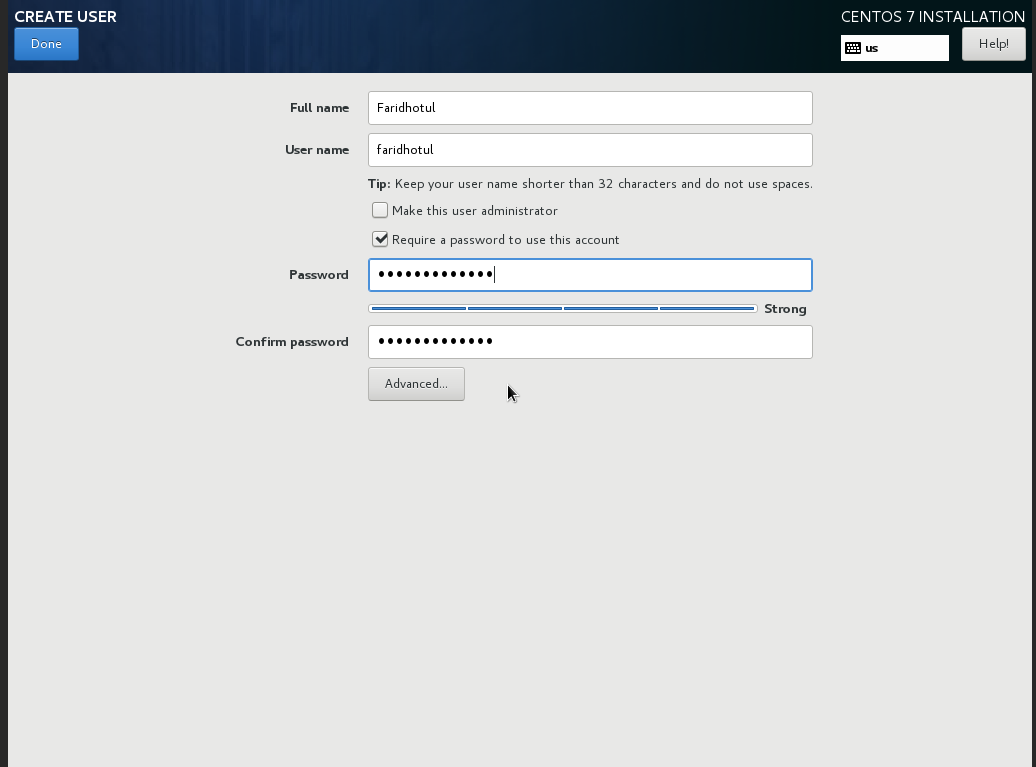 CREATE USER
CENTOS 7 INSTALLATION
Done
us
Help!
Full name
Faridhotul
User name
faridhotul
Tip: Keep your user name shorter than 32 characters and do not use spaces.
Make this user administrator
Require a password to use this account
Password
•••••••••••••
Strong
Confirm password
•••••••••••••
Advanced...